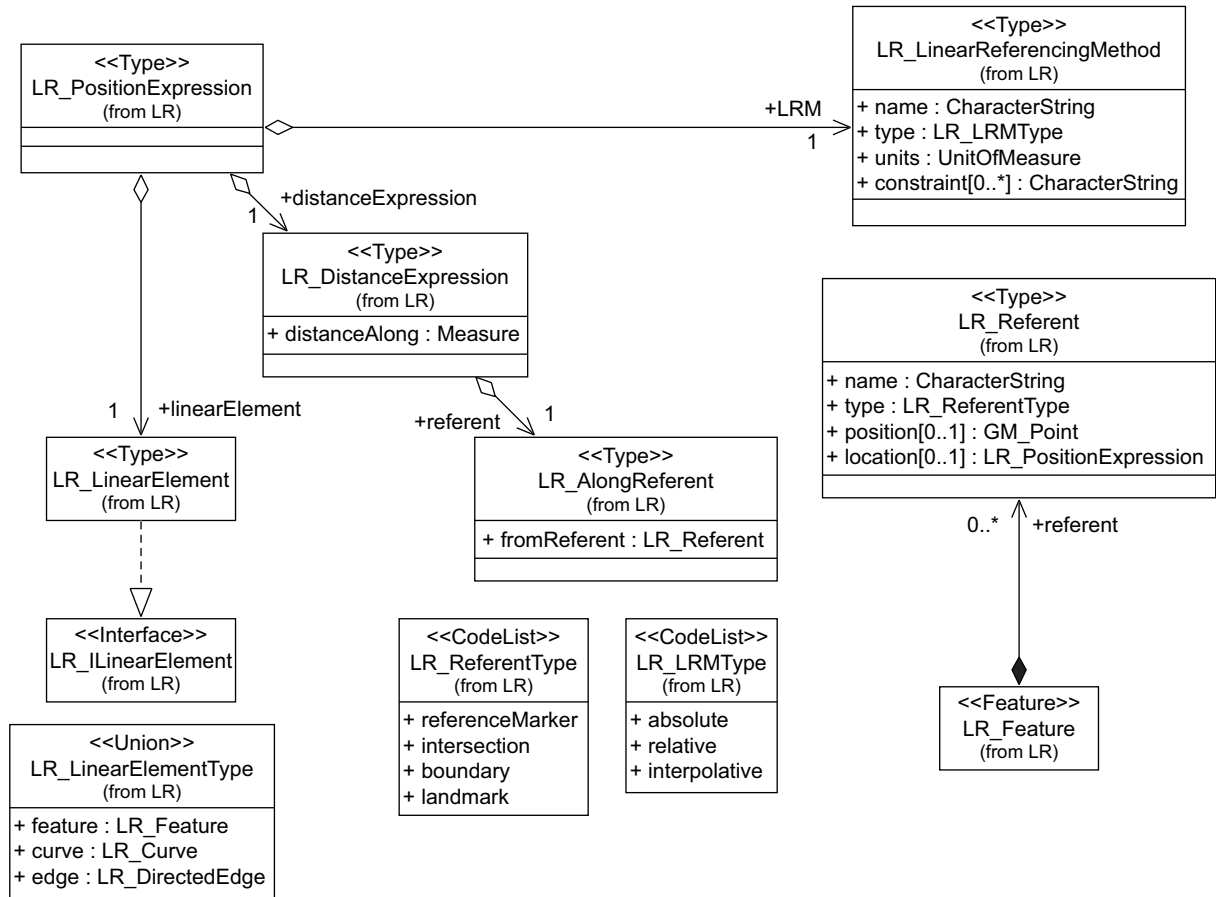 <<Type>>
LR_PositionExpression
(from LR)
<<Type>>
LR_LinearReferencingMethod
(from LR)
+ name : CharacterString
+ type : LR_LRMType
+ units : UnitOfMeasure
+ constraint[0..*] : CharacterString
+LRM
1
+distanceExpression
1
<<Type>>
LR_DistanceExpression
(from LR)
+ distanceAlong : Measure
<<Type>>
LR_Referent
(from LR)
+ name : CharacterString
+ type : LR_ReferentType
+ position[0..1] : GM_Point
+ location[0..1] : LR_PositionExpression
1
+linearElement
+referent
1
<<Type>>
LR_LinearElement
(from LR)
<<Type>>
LR_AlongReferent
(from LR)
+ fromReferent : LR_Referent
0..*
+referent
<<Interface>>
LR_ILinearElement
(from LR)
<<CodeList>>
LR_ReferentType
(from LR)
+ referenceMarker
+ intersection
+ boundary
+ landmark
<<CodeList>>
LR_LRMType
(from LR)
+ absolute
+ relative
+ interpolative
<<Feature>>
LR_Feature
(from LR)
<<Union>>
LR_LinearElementType
(from LR)
+ feature : LR_Feature
+ curve : LR_Curve
+ edge : LR_DirectedEdge